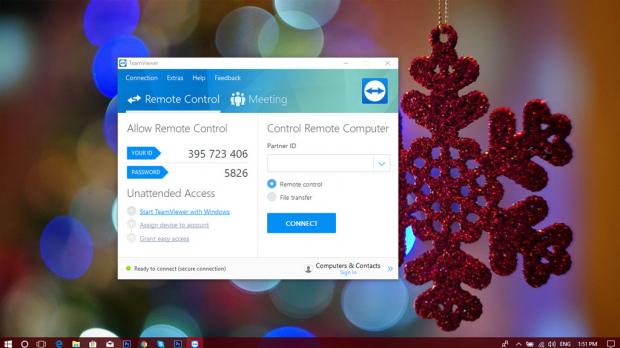 TeamViewer
Connection Extras Help Feedback
Remote Control Meeting
Allow Remote Control
YOUR ID 395 723 406
PASSWORD 5826
Unattended Access
Start TeamViewer with Windows
Assign device to account
Grant easy access
Control Remote Computer
Partner ID
Remote control
File transfer
CONNECT
Ready to connect (secure connection)
Computers & Contacts
Sign In
ENG 1:51 PM